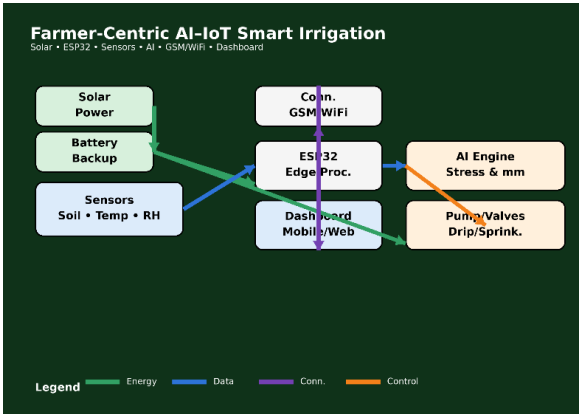 Farmer-Centric AI–IoT Smart Irrigation
Solar • ESP32 • Sensors • AI • GSM/WiFi • Dashboard
Solar
Power
Conn.
GSM/WiFi
Battery
Backup
ESP32
Edge Proc.
AI Engine
Stress & mm
Sensors
Soil • Temp • RH
Dashboard
Mobile/Web
Pump/Valves
Drip/Sprink.
Legend
Energy
Data
Conn.
Control